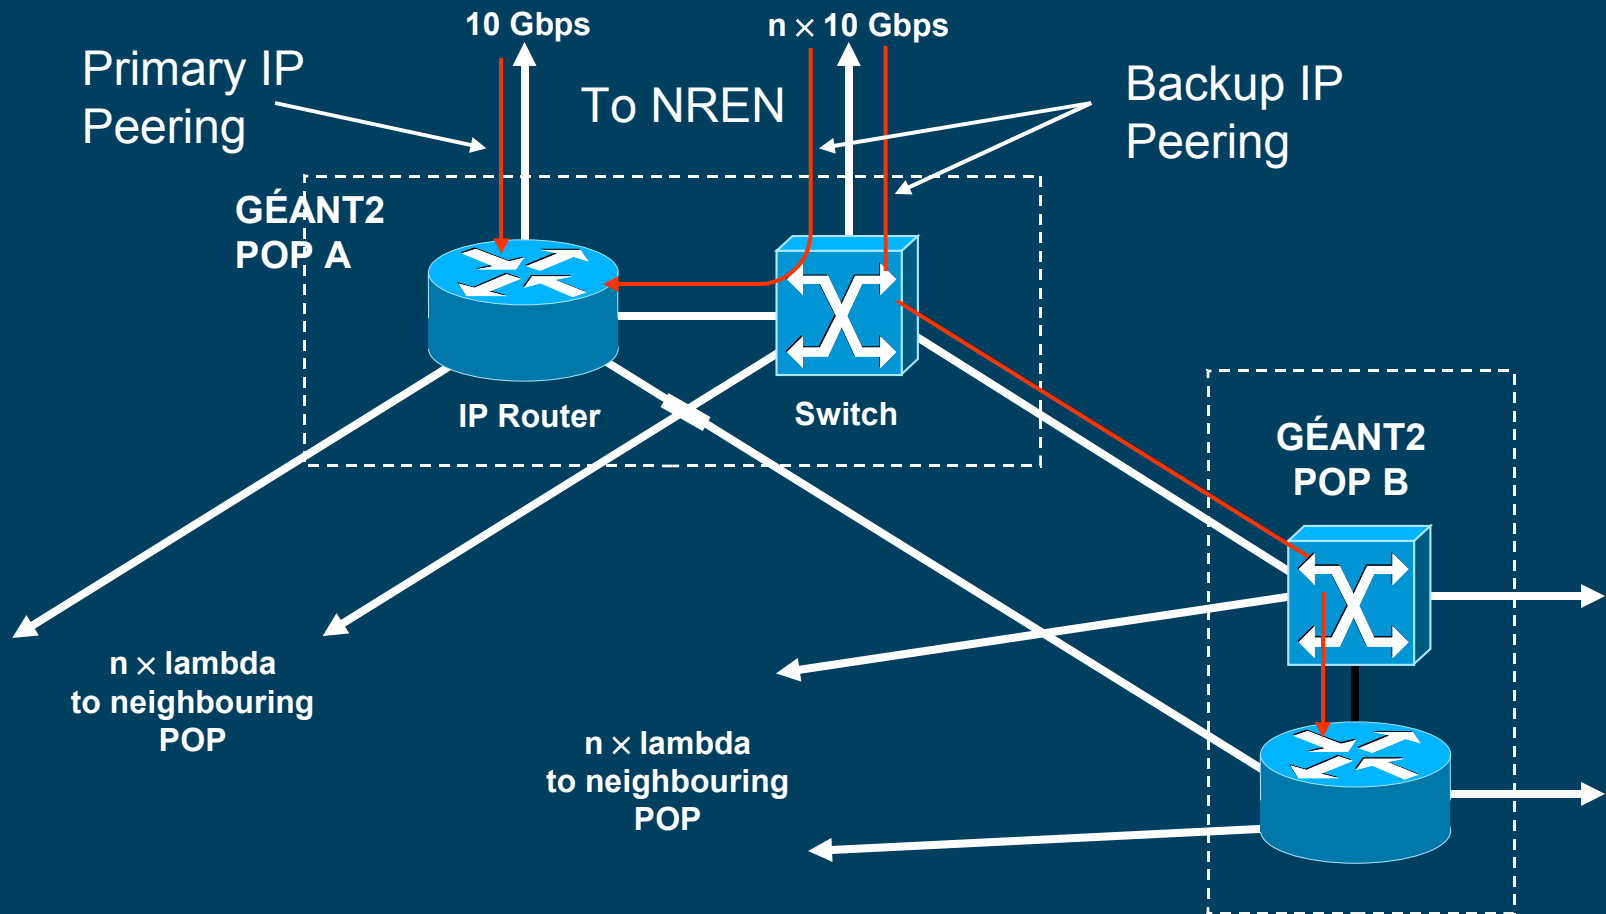 10 Gbps
n × 10 Gbps
Primary IP
Peering
To NREN
Backup IP
Peering
GÉANT2
POP A
IP Router
Switch
GÉANT2
POP B
n × lambda
to neighbouring
POP
n × lambda
to neighbouring
POP